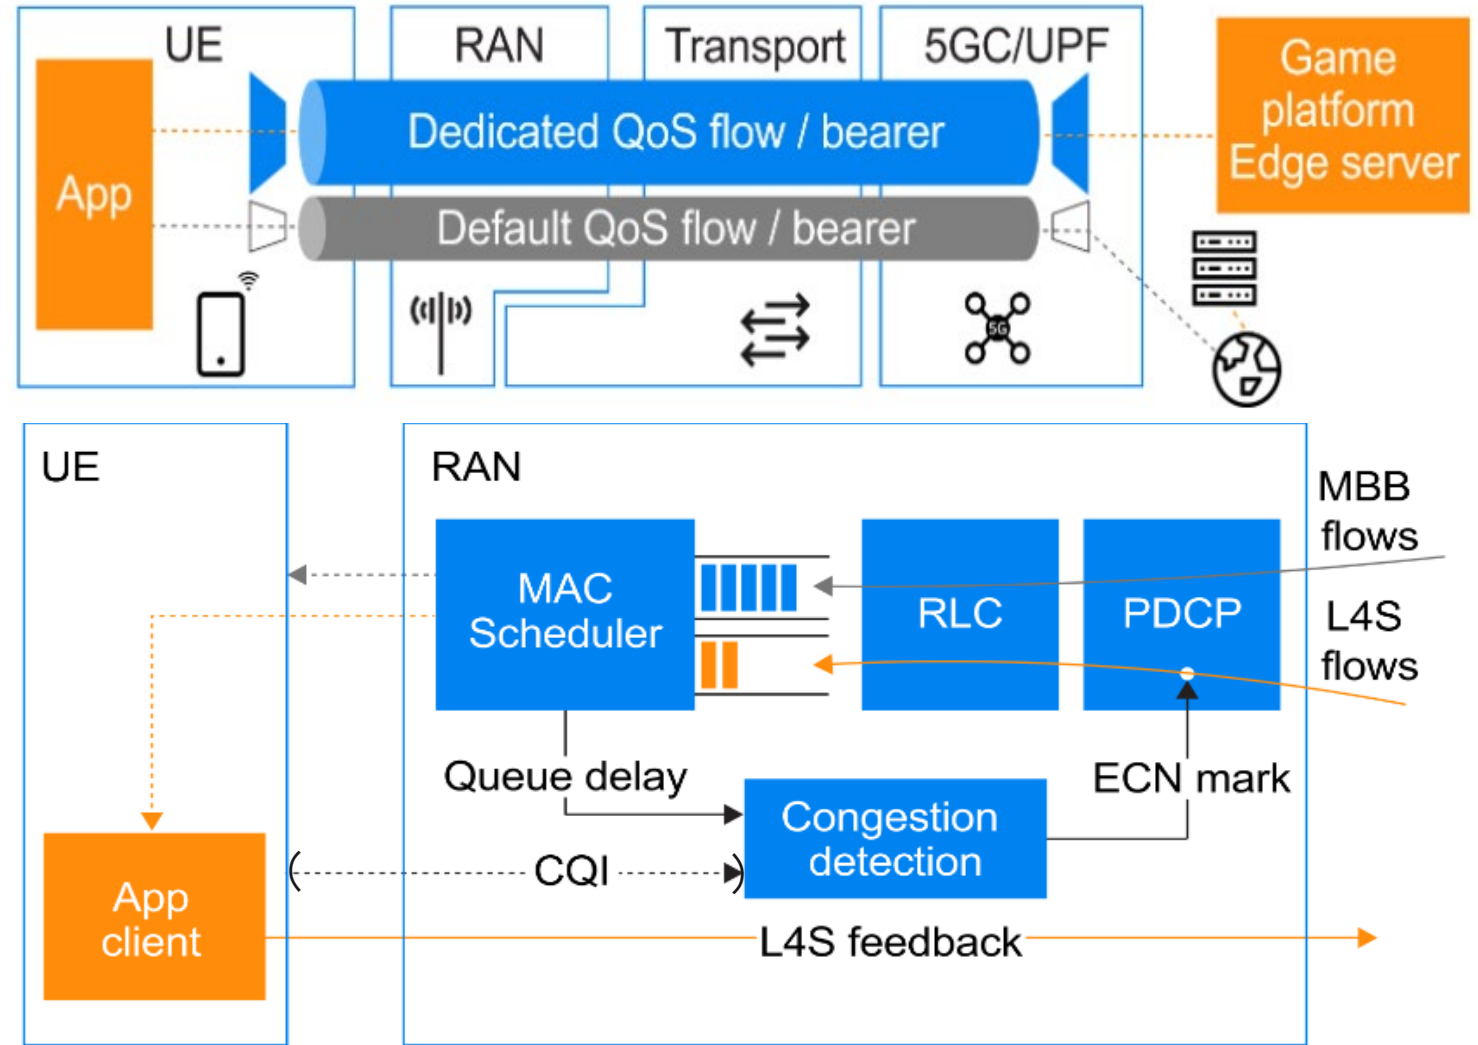 UE
RAN
Transport
5GC/UPF
Game
platform
Edge server
App
Dedicated QoS flow / bearer
Default QoS flow / bearer
5G
UE
RAN
MBB
flows
L4S
flows
MAC
Scheduler
RLC
PDCP
Queue delay
ECN mark
Congestion
detection
CQI
App
client
L4S feedback